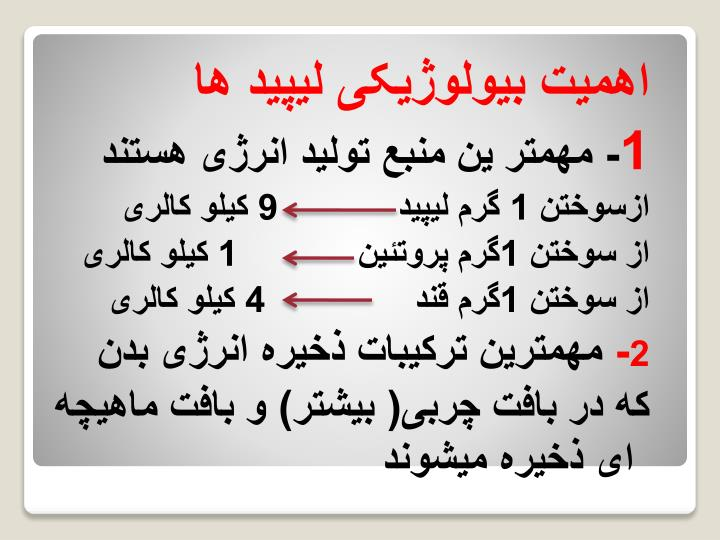 اهمیت بیولوژیکی لیپید ها
1- مهمتر ین منبع تولید انرژی هستند
ازسوختن 1 گرم لیپید 9 کیلو کالری
از سوختن 1گرم پروتئین 1 کیلو کالری
از سوختن 1گرم قند 4 کیلو کالری
2- مهمترین ترکیبات ذخیره انرژی بدن
که در بافت چربی( بیشتر) و بافت ماهیچه
ای ذخیره میشوند